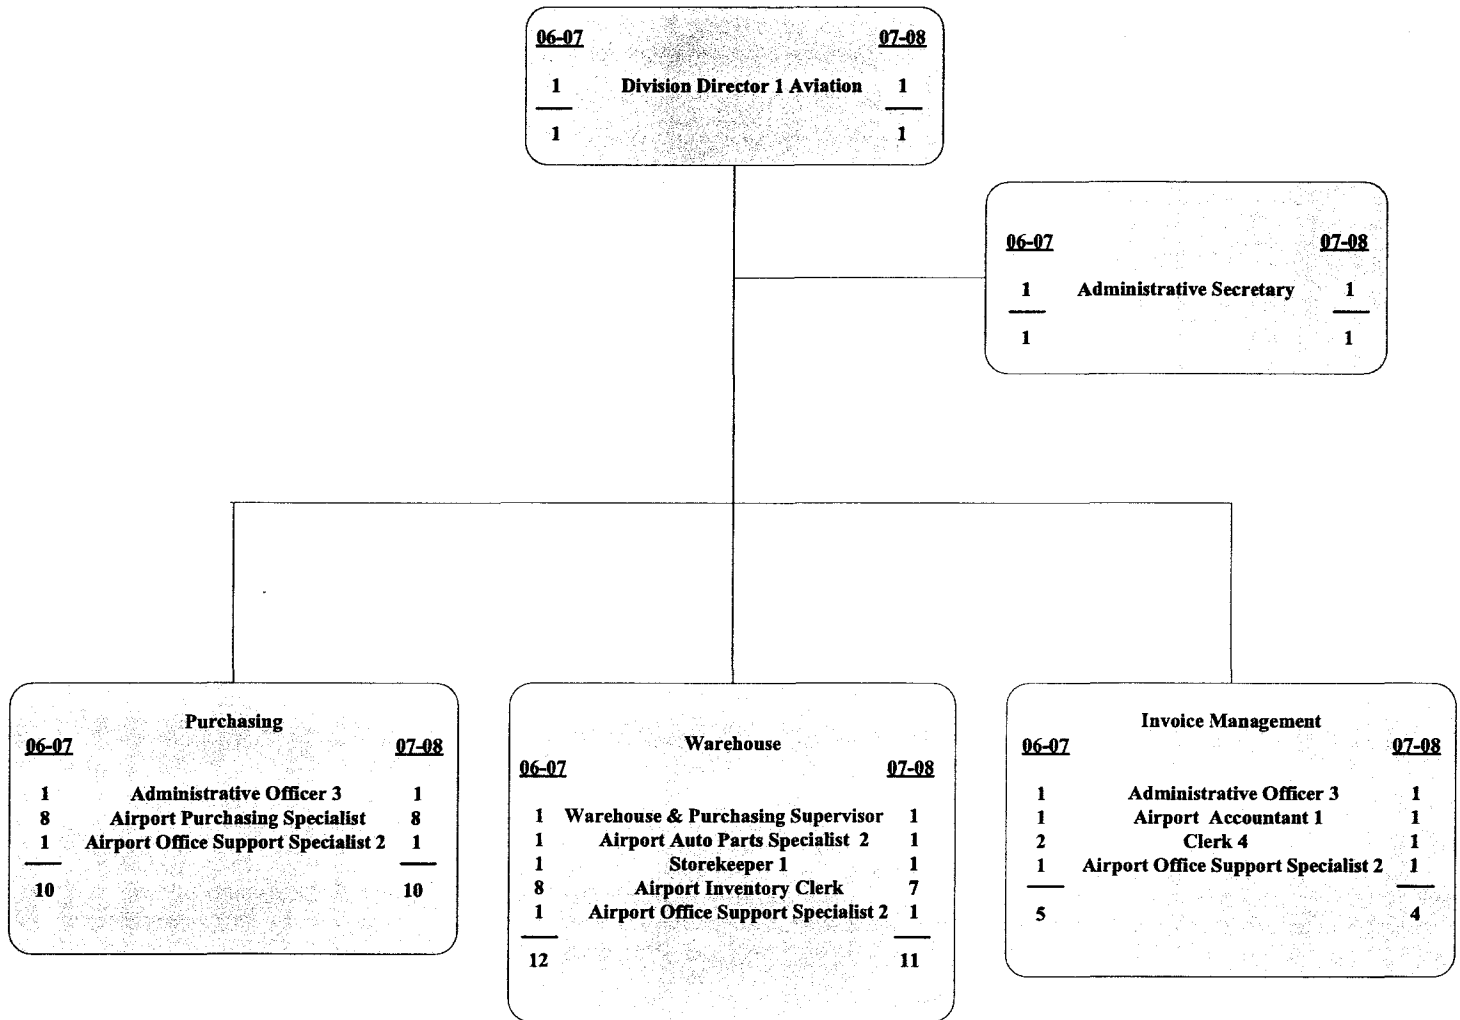 06-07 07-08
1 Division Director 1 Aviation 1
1 1
06-07 07-08
1 Administrative Secretary 1
1 1
Purchasing
06-07 07-08
1 Administrative Officer 3 1
8 Airport Purchasing Specialist 8
1 Airport Office Support Specialist 2 1
10 10
Warehouse
06-07 07-08
1 Warehouse & Purchasing Supervisor 1
1 Airport Auto Parts Specialist 2 1
1 Storekeeper 1 1
8 Airport Inventory Clerk 7
1 Airport Office Support Specialist 2 1
12 11
Invoice Management
06-07 07-08
1 Administrative Officer 3 1
1 Airport Accountant 1 1
2 Clerk 4 1
1 Airport Office Support Specialist 2 1
5 4